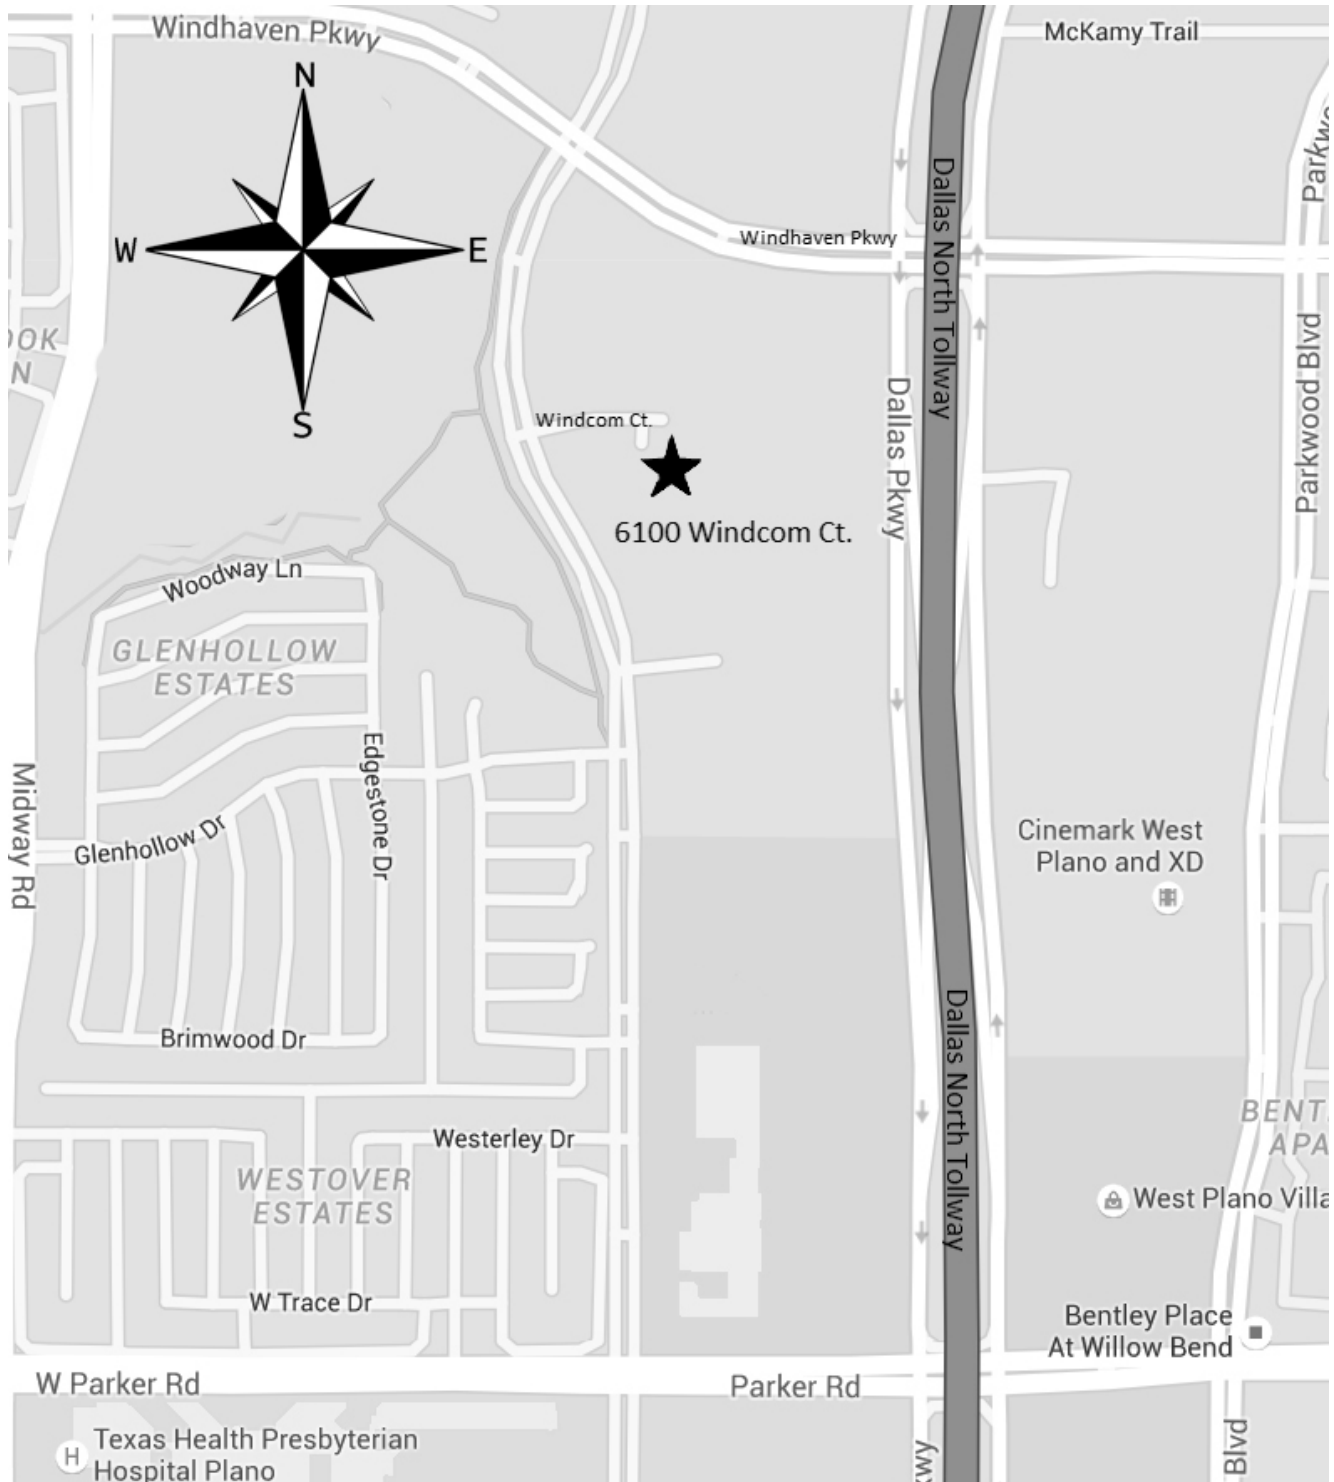 Windhaven Pkwy
McKamy Trail
N
W
E
S
Windhaven Pkwy
Dallas North Tollway
Parkwood Blvd
OOK
N
Windcom Ct.
Dallas Pkwy
6100 Windcom Ct.
Woodway Ln
GLENHOLLOW
ESTATES
Edgestone Dr
Midway Rd
Glenhollow Dr
Cinemark West
Plano and XD
Brimwood Dr
Dallas North Tollway
Westerley Dr
WESTOVER
ESTATES
BENT
APA
West Plano Villa
W Trace Dr
Bentley Place
At Willow Bend
W Parker Rd
Parker Rd
Blvd
H
Texas Health Presbyterian
Hospital Plano